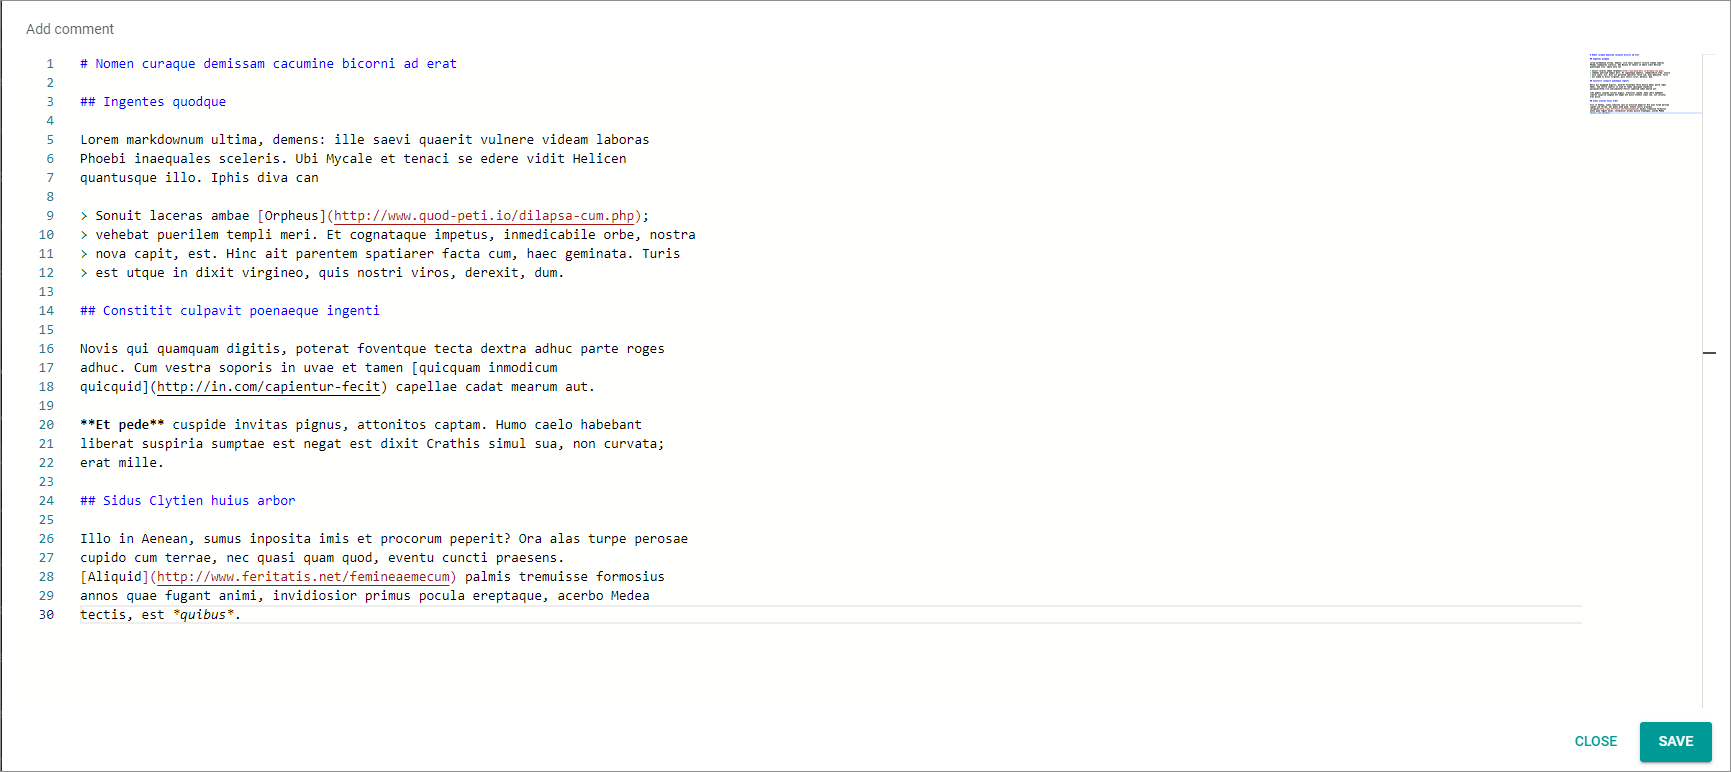 Add comment
1 # Nomen curaque demissam cacumine bicorni ad erat
2
3 ## Ingentes quodque
4
5 Lorem markdownum ultima, demens: ille saevi quaerit vulnere videam laboras
6 Phoebi inaequales sceleris. Ubi Mycale et tenaci se edere vidit Helicen
7 quantusque illo. Iphis diva can
8
9 > Sonuit laceras ambae [Orpheus](http://www.quod-peti.io/dilapsa-cum.php);
10 > vehebat puerilem templi meri. Et cognataque impetus, inmedicabile orbe, nostra
11 > nova capit, est. Hinc ait parentem spatiarer facta cum, haec geminata. Turis
12 > est utque in dixit virgineo, quis nostri viros, derexit, dum.
13
14 ## Constitit culpavit poenaeque ingenti
15
16 Novis qui quamquam digitis, poterat foventque tecta dextra adhuc parte roges
17 adhuc. Cum vestra soporis in uvae et tamen [quicquam inmodicum
18 quicquid](http://in.com/capientur-fecit) capellae cadat mearum aut.
19
20 **Et pede** cuspide invitas pignus, attonitos captam. Humo caelo habebant
21 liberat suspiria sumptae est negat est dixit Crathis simul sua, non curvata;
22 erat mille.
23
24 ## Sidus Clytien huius arbor
25
26 Illo in Aenean, sumus inposita imis et procorum peperit? Ora alas turpe perosae
27 cupido cum terrae, nec quasi quam quod, eventu cuncti praesens.
28 [Aliquid](http://www.feritatis.net/femineaemecum) palmis tremuisse formosius
29 annos quae fugant animi, invidiosior primus pocula ereptaque, acerbo Medea
30 tectis, est *quibus*.
CLOSE SAVE